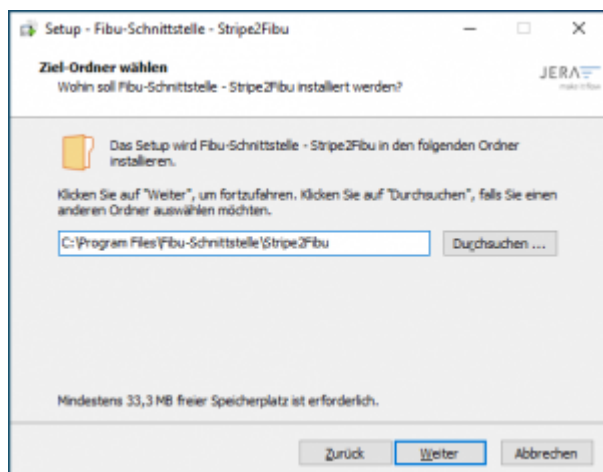 Setup - Fibu-Schnittstelle - Stripe2Fibu
Ziel-Ordner wählen
Wohin soll Fibu-Schnittstelle - Stripe2Fibu installiert werden?
JERA
make it flow
Das Setup wird Fibu-Schnittstelle - Stripe2Fibu in den folgenden Ordner
installieren.
Klicken Sie auf "Weiter", um fortzufahren. Klicken Sie auf "Durchsuchen", falls Sie einen
anderen Ordner auswählen möchten.
C:\Program Files\Fibu-Schnittstelle\Stripe2Fibu
Durchsuchen ...
Mindestens 33,3 MB freier Speicherplatz ist erforderlich.
Zurück
Weiter
Abbrechen